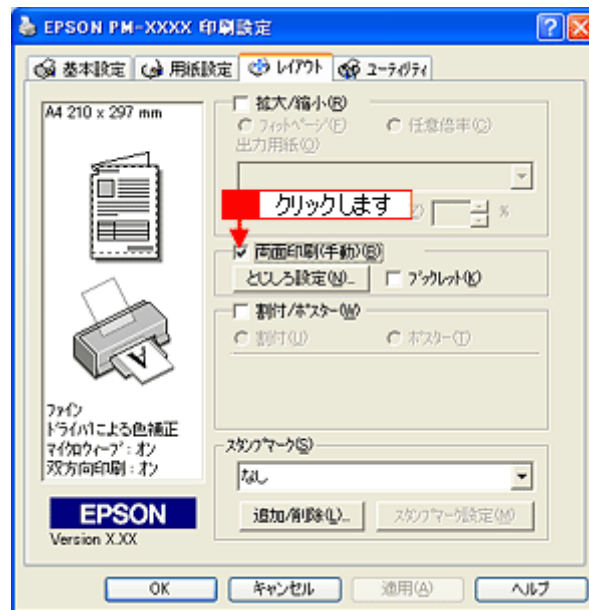 EPSON PM-XXXX 印刷設定
基本設定 用紙設定 レイアウト ユーティリティ
A4 210 x 297 mm
拡大/縮小(R)
フィットページ(F) 任意倍率(C)
出力用紙(O)
クリックします
%
両面印刷(手動)(B)
とじしろ設定(N)... ブックレット(K)
割付/ポスター(W)
割付(U) ポスター(T)
ファイン
ドライバによる色補正
マイクロウィーブ : オン
双方向印刷 : オン
スタンプマーク(S)
なし
追加/削除(L)... スタンプマーク設定(M)
EPSON
Version X.XX
OK キャンセル 適用(A) ヘルプ